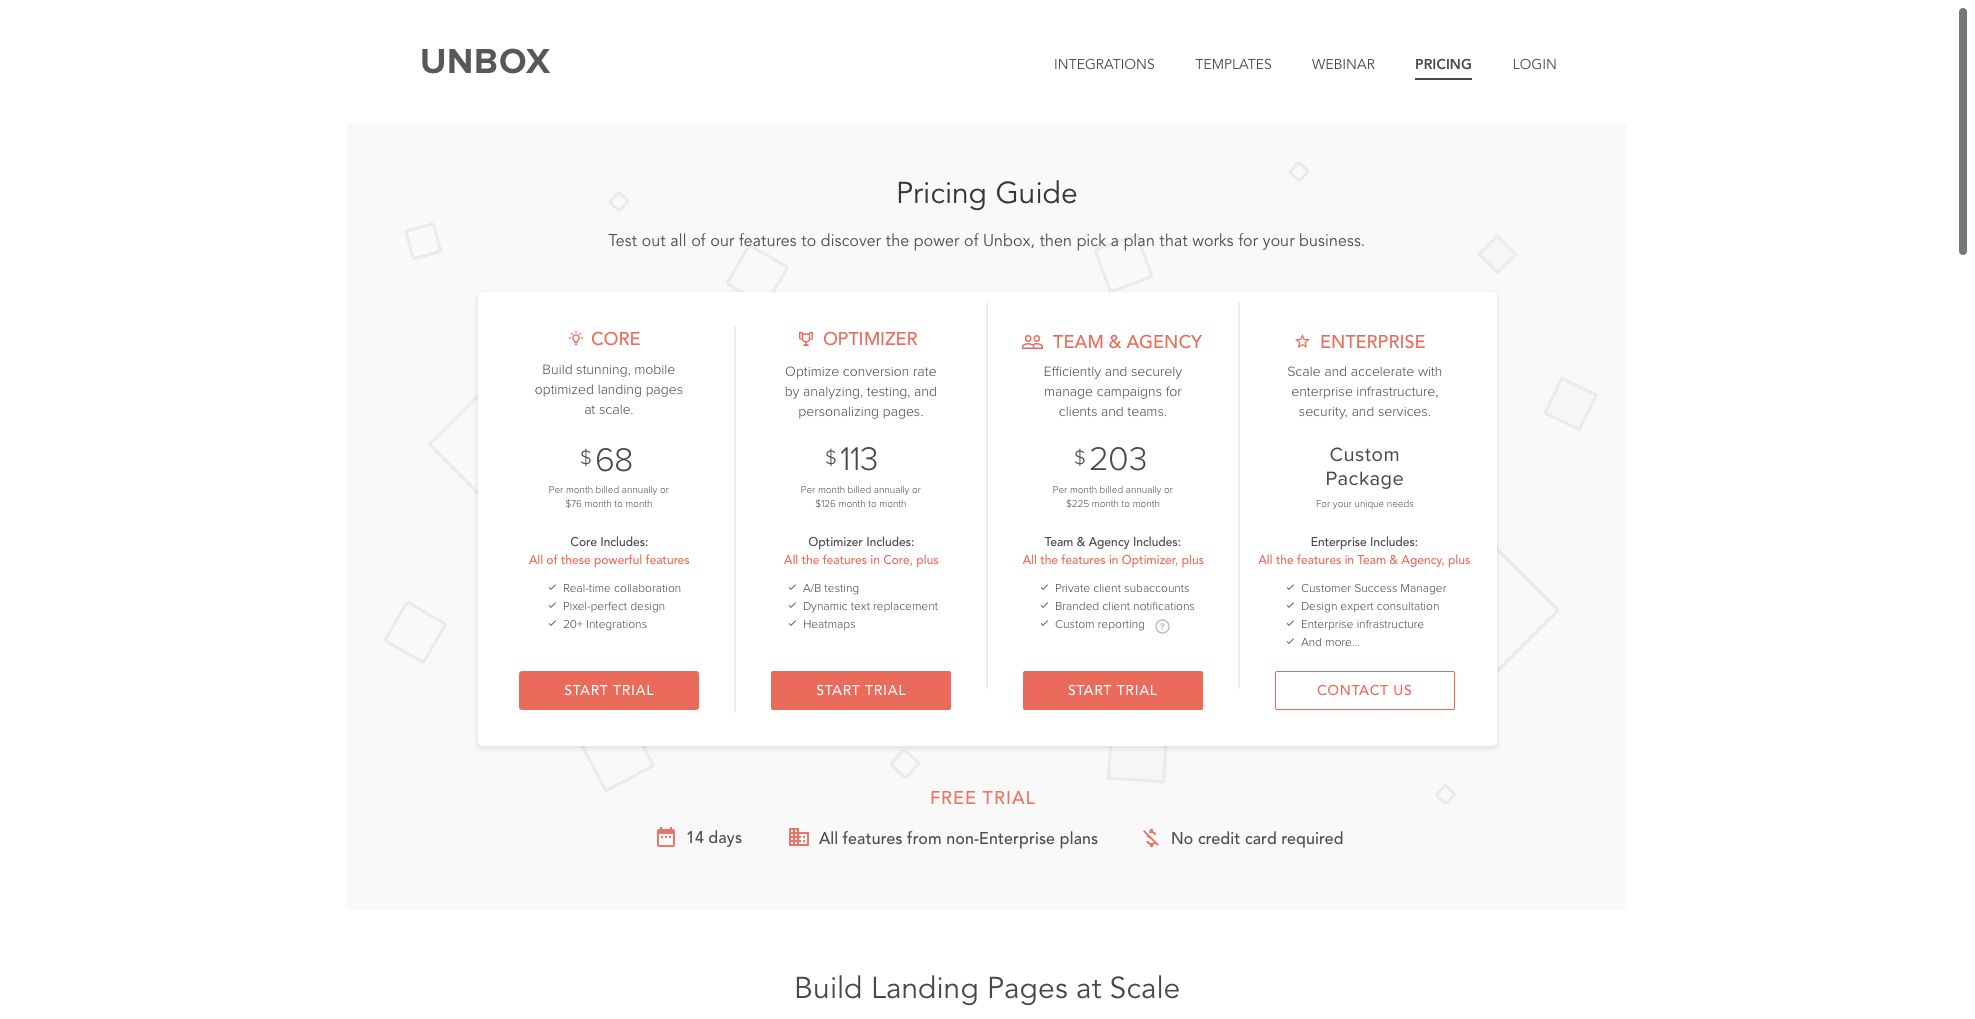 UNBOX
INTEGRATIONS
TEMPLATES
WEBINAR
PRICING
LOGIN
Pricing Guide
Test out all of our features to discover the power of Unbox, then pick a plan that works for your business.
CORE
Build stunning, mobile
optimized landing pages
at scale.
$68
Per month billed annually or
$76 month to month
Core Includes:
All of these powerful features
Real-time collaboration
Pixel-perfect design
20+ Integrations
START TRIAL
OPTIMIZER
Optimize conversion rate
by analyzing, testing, and
personalizing pages.
$113
Per month billed annually or
$126 month to month
Optimizer Includes:
All the features in Core, plus
A/B testing
Dynamic text replacement
Heatmaps
START TRIAL
TEAM & AGENCY
Efficiently and securely
manage campaigns for
clients and teams.
$203
Per month billed annually or
$225 month to month
Team & Agency Includes:
All the features in Optimizer, plus
Private client subaccounts
Branded client notifications
Custom reporting ?
START TRIAL
ENTERPRISE
Scale and accelerate with
enterprise infrastructure,
security, and services.
Custom
Package
For your unique needs
Enterprise Includes:
All the features in Team & Agency, plus
Customer Success Manager
Design expert consultation
Enterprise infrastructure
And more...
CONTACT US
FREE TRIAL
14 days
All features from non-Enterprise plans
No credit card required
Build Landing Pages at Scale